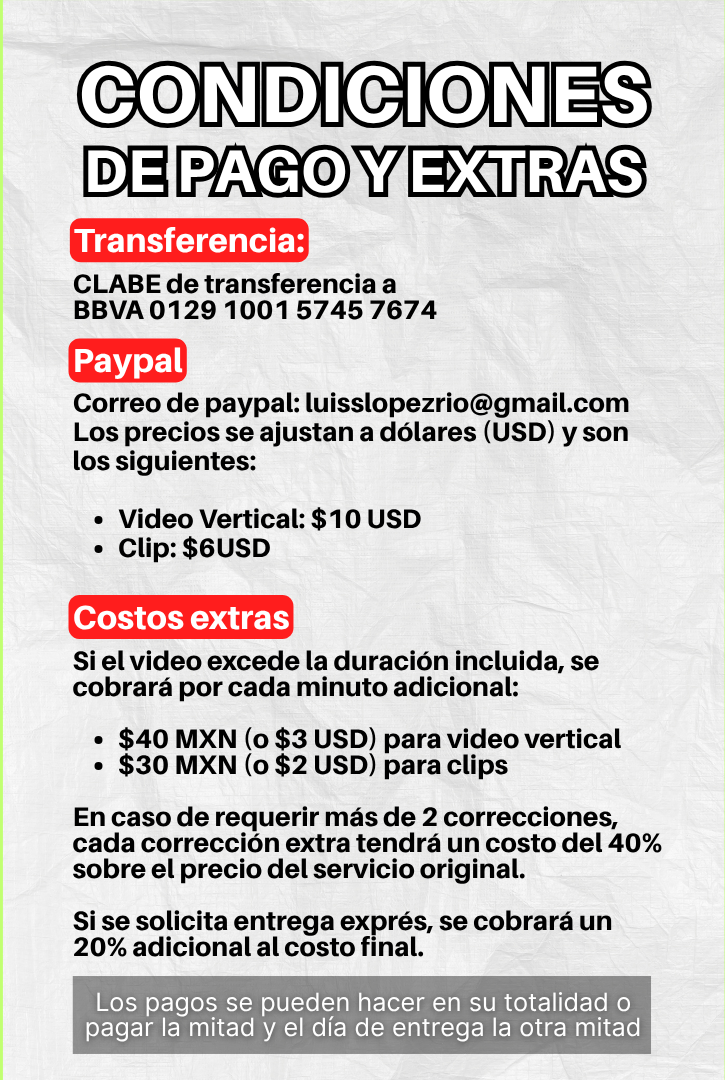 CONDICIONES
DE PAGO Y EXTRAS
Transferencia:
CLABE de transferencia a
BBVA 0129 1001 5745 7674
Paypal
Correo de paypal: luisslopezrio@gmail.com
Los precios se ajustan a dólares (USD) y son
los siguientes:
• Video Vertical: $10 USD
• Clip: $6USD
Costos extras
Si el video excede la duración incluida, se
cobrará por cada minuto adicional:
• $40 MXN (o $3 USD) para video vertical
• $30 MXN (o $2 USD) para clips
En caso de requerir más de 2 correcciones,
cada corrección extra tendrá un costo del 40%
sobre el precio del servicio original.
Si se solicita entrega exprés, se cobrará un
20% adicional al costo final.
Los pagos se pueden hacer en su totalidad o
pagar la mitad y el día de entrega la otra mitad